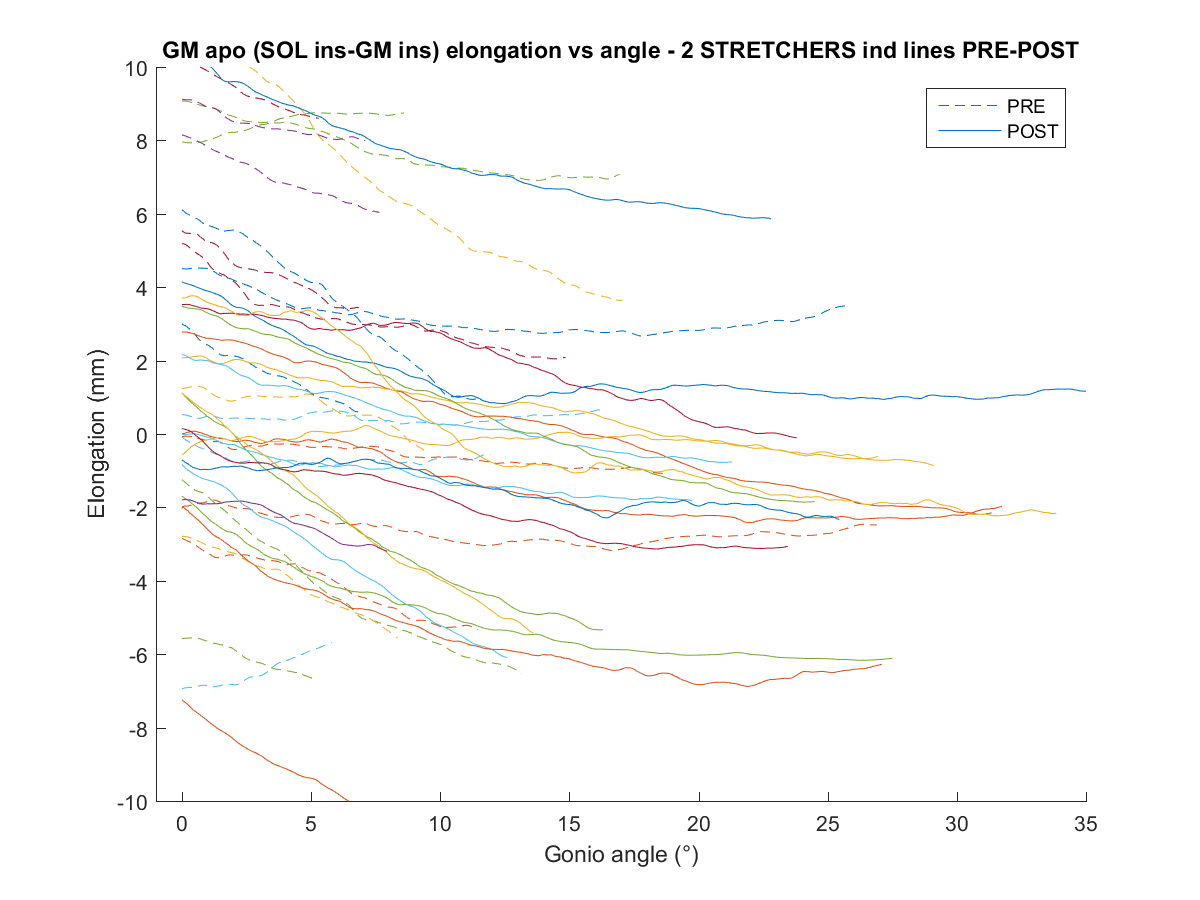 GM apo (SOL ins-GM ins) elongation vs angle - 2 STRETCHERS ind lines PRE-POST
PRE
POST
Elongation (mm)
10
8
6
4
2
0
-2
-4
-6
-8
-10
0 5 10 15 20 25 30 35
Gonio angle (°)